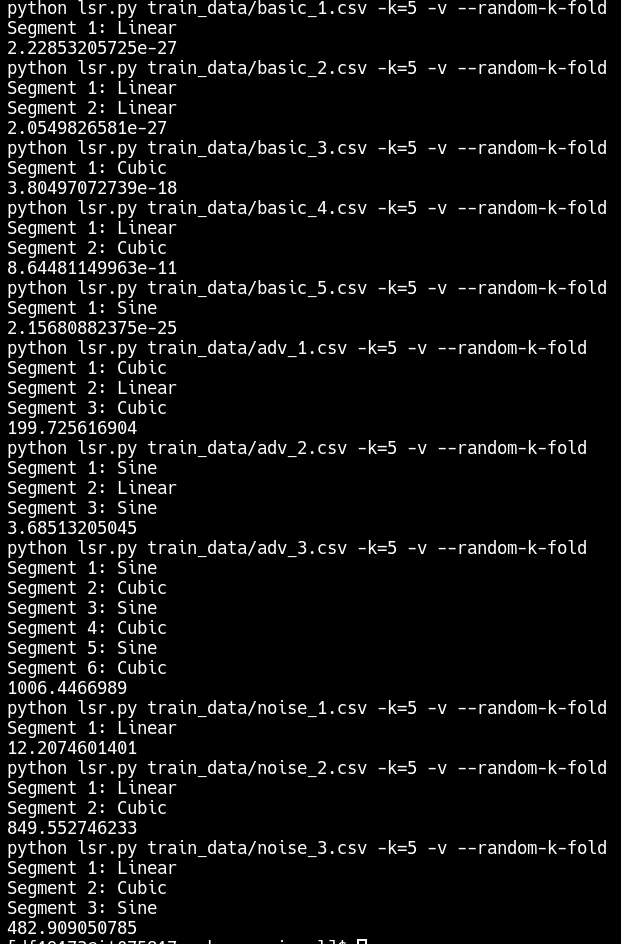 python lsr.py train_data/basic_1.csv -k=5 -v --random-k-fold
Segment 1: Linear
2.22853205725e-27
python lsr.py train_data/basic_2.csv -k=5 -v --random-k-fold
Segment 1: Linear
Segment 2: Linear
2.0549826581e-27
python lsr.py train_data/basic_3.csv -k=5 -v --random-k-fold
Segment 1: Cubic
3.80497072739e-18
python lsr.py train_data/basic_4.csv -k=5 -v --random-k-fold
Segment 1: Linear
Segment 2: Cubic
8.64481149963e-11
python lsr.py train_data/basic_5.csv -k=5 -v --random-k-fold
Segment 1: Sine
2.15680882375e-25
python lsr.py train_data/adv_1.csv -k=5 -v --random-k-fold
Segment 1: Cubic
Segment 2: Linear
Segment 3: Cubic
199.725616904
python lsr.py train_data/adv_2.csv -k=5 -v --random-k-fold
Segment 1: Sine
Segment 2: Linear
Segment 3: Sine
3.68513205045
python lsr.py train_data/adv_3.csv -k=5 -v --random-k-fold
Segment 1: Sine
Segment 2: Cubic
Segment 3: Sine
Segment 4: Cubic
Segment 5: Sine
Segment 6: Cubic
1006.4466989
python lsr.py train_data/noise_1.csv -k=5 -v --random-k-fold
Segment 1: Linear
12.2074601401
python lsr.py train_data/noise_2.csv -k=5 -v --random-k-fold
Segment 1: Linear
Segment 2: Cubic
849.552746233
python lsr.py train_data/noise_3.csv -k=5 -v --random-k-fold
Segment 1: Linear
Segment 2: Cubic
Segment 3: Sine
482.909050785